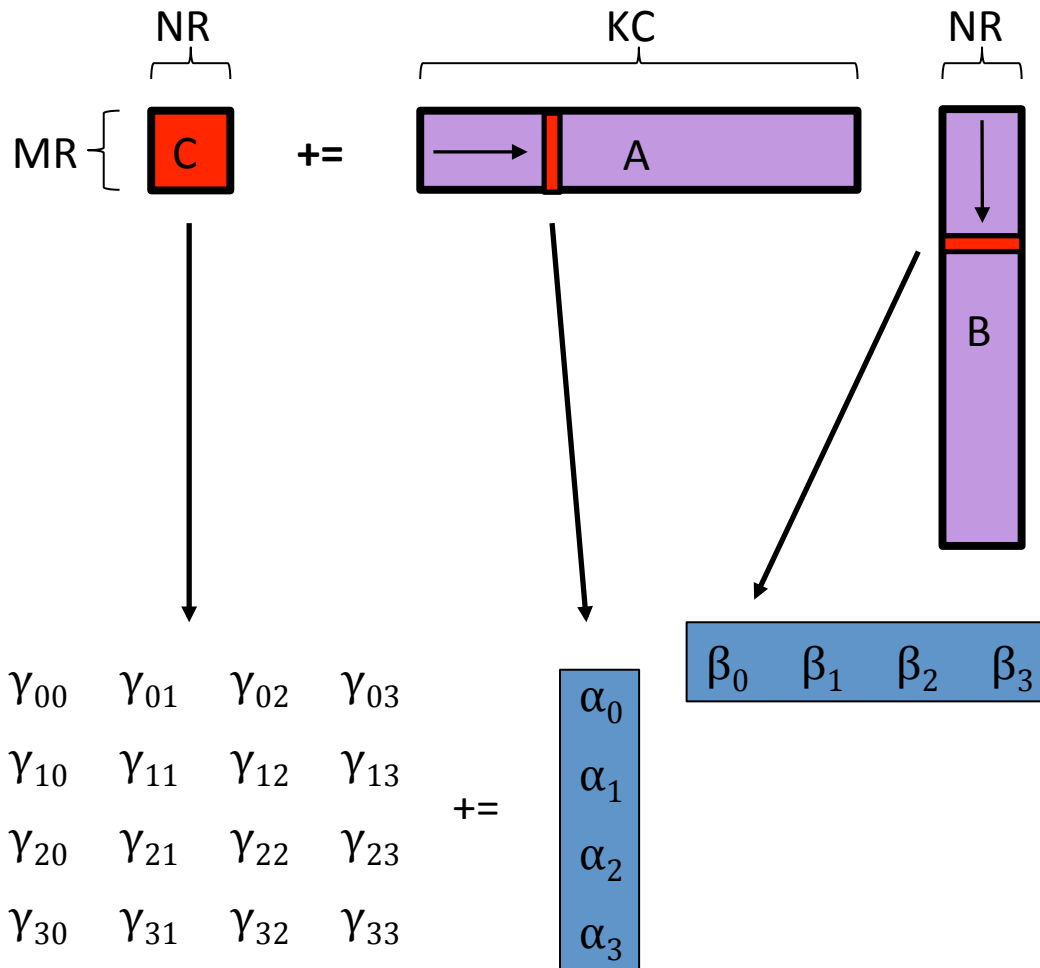 NR KC NR
MR C += A
B
β₀ β₁ β₂ β₃
γ₀₀ γ₀₁ γ₀₂ γ₀₃ α₀
γ₁₀ γ₁₁ γ₁₂ γ₁₃ α₁
+=
γ₂₀ γ₂₁ γ₂₂ γ₂₃ α₂
γ₃₀ γ₃₁ γ₃₂ γ₃₃ α₃